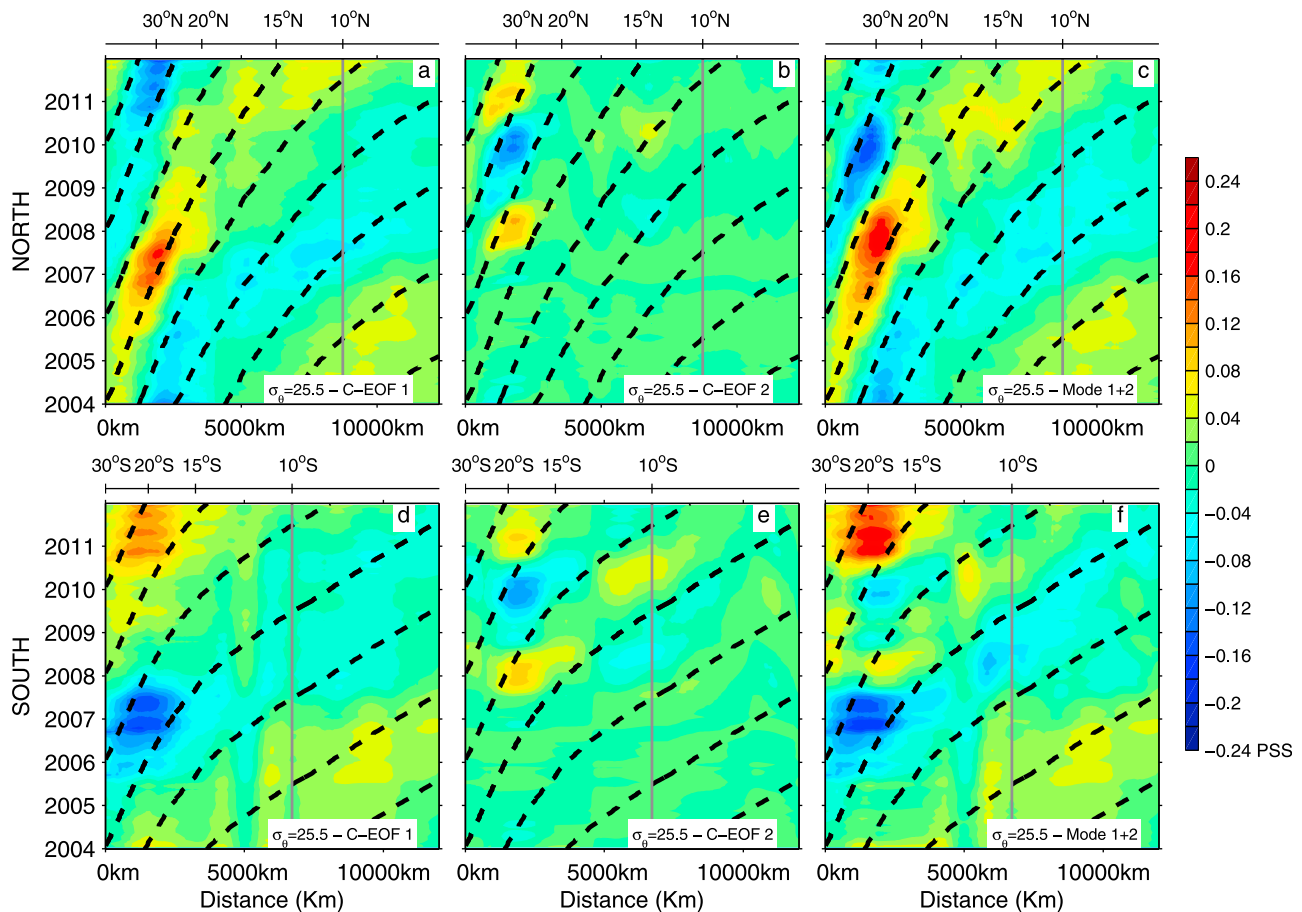 30°N 20°N 15°N 10°N
30°N 20°N 15°N 10°N
30°N 20°N 15°N 10°N
a
b
c
NORTH
2011
2010
2009
2008
2007
2006
2005
2004
σθ=25.5 − C−EOF 1
σθ=25.5 − C−EOF 2
σθ=25.5 − Mode 1+2
0km 5000km 10000km
0km 5000km 10000km
0km 5000km 10000km
30°S 20°S 15°S 10°S
30°S 20°S 15°S 10°S
30°S 20°S 15°S 10°S
d
e
f
SOUTH
2011
2010
2009
2008
2007
2006
2005
2004
σθ=25.5 − C−EOF 1
σθ=25.5 − C−EOF 2
σθ=25.5 − Mode 1+2
0km 5000km 10000km
0km 5000km 10000km
0km 5000km 10000km
Distance (Km)
Distance (Km)
Distance (Km)
0.24
0.2
0.16
0.12
0.08
0.04
0
−0.04
−0.08
−0.12
−0.16
−0.2
−0.24 PSS